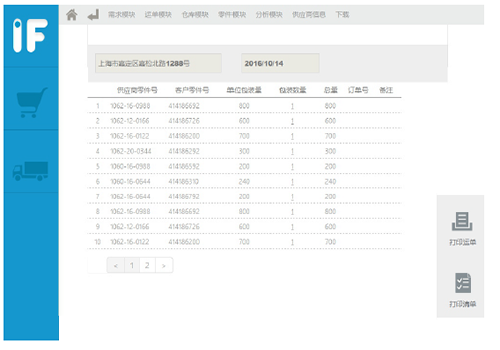 iF
需求模块 运单模块 仓库模块 零件模块 分析模块 供应商信息 下载
上海市嘉定区嘉松北路1288号 2016/10/14
供应商零件号 客户零件号 单位包装量 包装数量 总量 订单号 备注
1 1062-16-0988 414186692 800 1 800
2 1062-12-0166 414186726 600 1 600
3 1062-16-0122 414186200 700 1 700
4 1062-20-0344 414186292 300 1 300
5 1060-16-0988 414186592 200 1 200
6 1060-16-0644 414186310 240 1 240
7 1062-16-0644 414186792 200 1 200
8 1062-16-0988 414186692 800 1 800
9 1062-12-0166 414186726 600 1 600
10 1062-16-0122 414186200 700 1 700
< 1 2 >
打印运单
打印清单